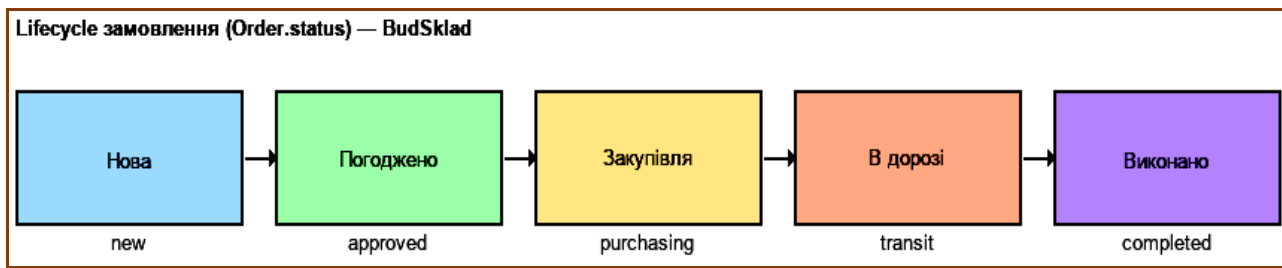 Lifecycle замовлення (Order.status) — BudSklad
Нова
Погоджено
Закупівля
В дорозі
Виконано
new
approved
purchasing
transit
completed